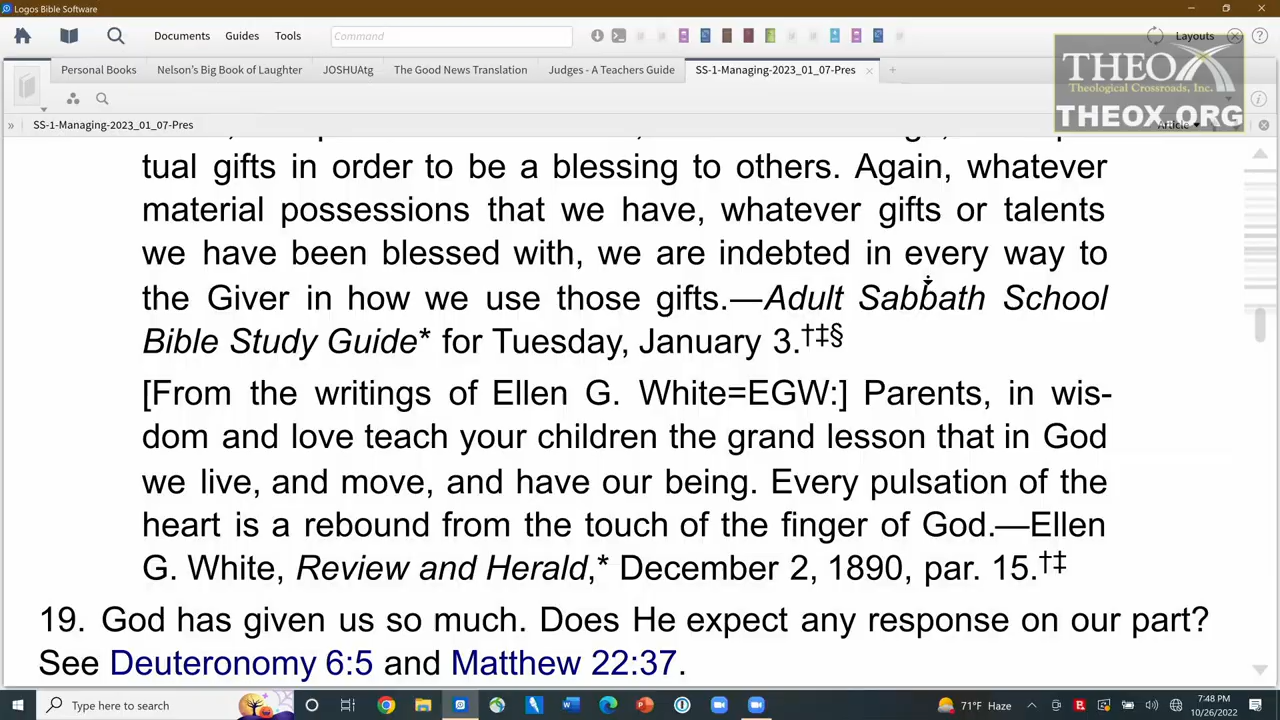 Logos Bible Software
Documents Guides Tools Command Layouts
THEOX
Theological Crossroads, Inc.
THEOX.ORG
Personal Books Nelson's Big Book of Laughter JOSHUAtg The Good News Translation Judges - A Teachers Guide SS-1-Managing-2023_01_07-Pres
SS-1-Managing-2023_01_07-Pres Article
tual gifts in order to be a blessing to others. Again, whatever
material possessions that we have, whatever gifts or talents
we have been blessed with, we are indebted in every way to
the Giver in how we use those gifts.—Adult Sabbath School
Bible Study Guide* for Tuesday, January 3.†‡§
[From the writings of Ellen G. White=EGW:] Parents, in wis-
dom and love teach your children the grand lesson that in God
we live, and move, and have our being. Every pulsation of the
heart is a rebound from the touch of the finger of God.—Ellen
G. White, Review and Herald,* December 2, 1890, par. 15.†‡
19. God has given us so much. Does He expect any response on our part?
See Deuteronomy 6:5 and Matthew 22:37.
Type here to search
71°F Haze
7:48 PM
10/26/2022